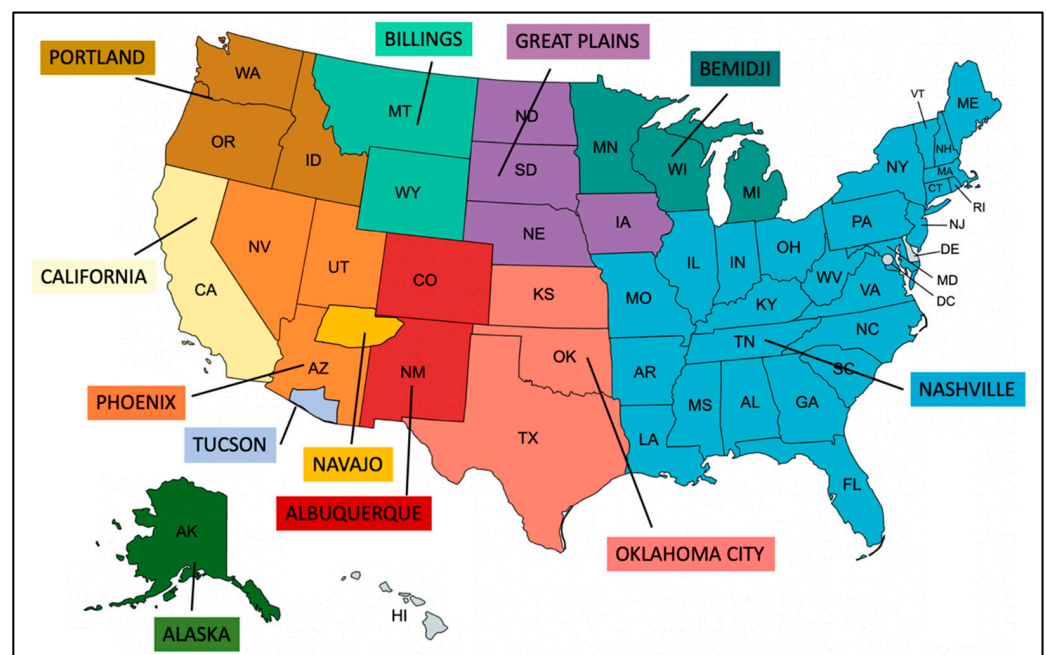 BILLINGS
GREAT PLAINS
PORTLAND
BEMIDJI
WA
MT
ND
MN
VT
ME
OR
ID
SD
WI
MI
NY
NH
MA
CT
RI
WY
NE
IA
PA
NJ
NV
UT
CO
IL
IN
OH
WV
DE
MD
DC
CALIFORNIA
CA
KS
MO
KY
VA
AZ
NM
OK
AR
TN
NC
SC
NASHVILLE
PHOENIX
TUCSON
NAVAJO
TX
LA
MS
AL
GA
FL
ALBUQUERQUE
OKLAHOMA CITY
AK
HI
ALASKA